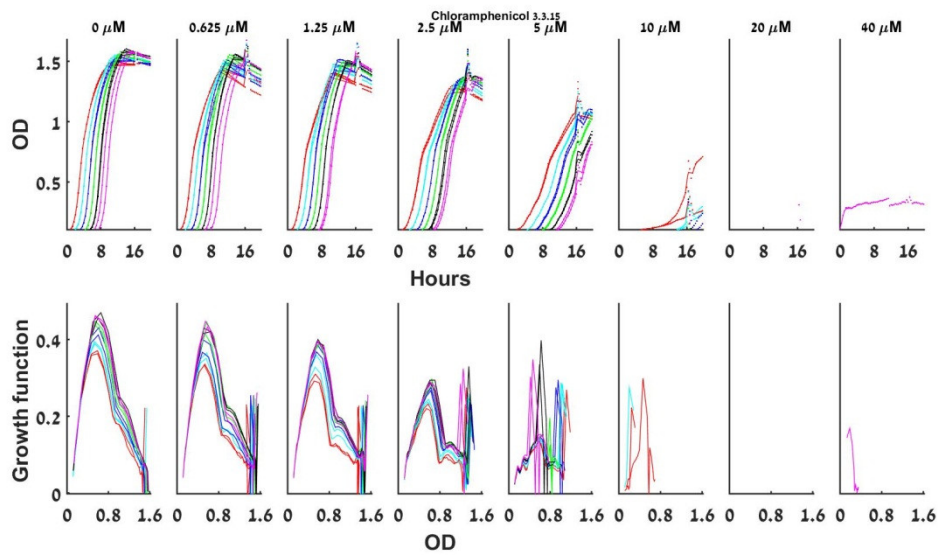 Chloramphenicol 3.3.15
0 µM 0.625 µM 1.25 µM 2.5 µM 5 µM 10 µM 20 µM 40 µM
OD
1.5
1
0.5
0 8 16 0 8 16 0 8 16 0 8 16 0 8 16 0 8 16 0 8 16 0 8 16
Hours
Growth function
0.4
0.2
0
0 0.8 1.6 0 0.8 1.6 0 0.8 1.6 0 0.8 1.6 0 0.8 1.6 0 0.8 1.6 0 0.8 1.6 0 0.8 1.6
OD